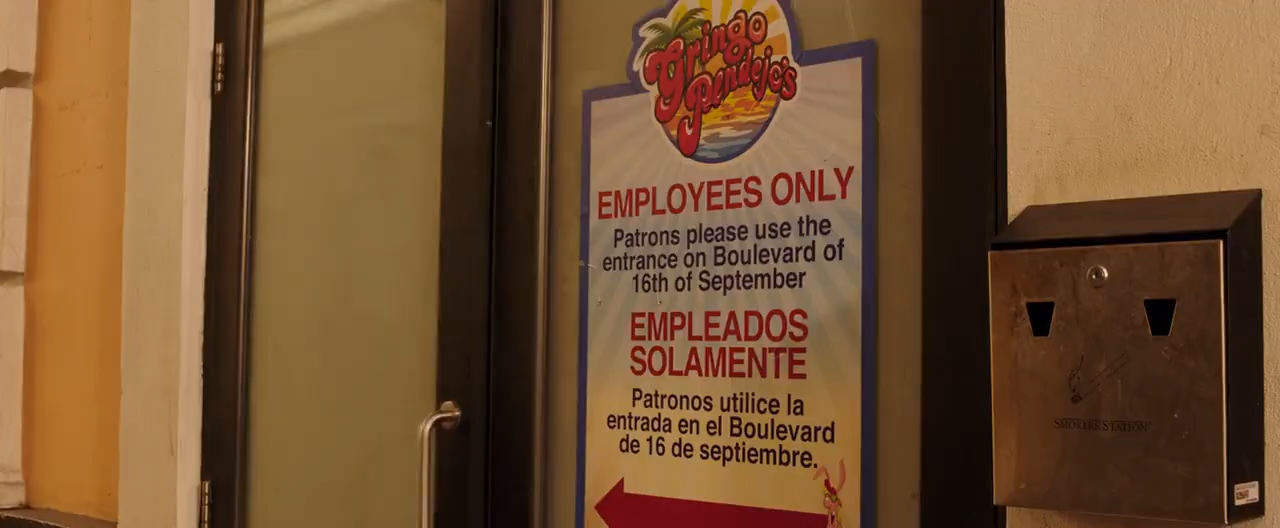 Gringo
Pendejo's
EMPLOYEES ONLY
Patrons please use the
entrance on Boulevard of
16th of September
EMPLEADOS
SOLAMENTE
Patronos utilice la
entrada en el Boulevard
de 16 de septiembre.
SMOKERS STATION